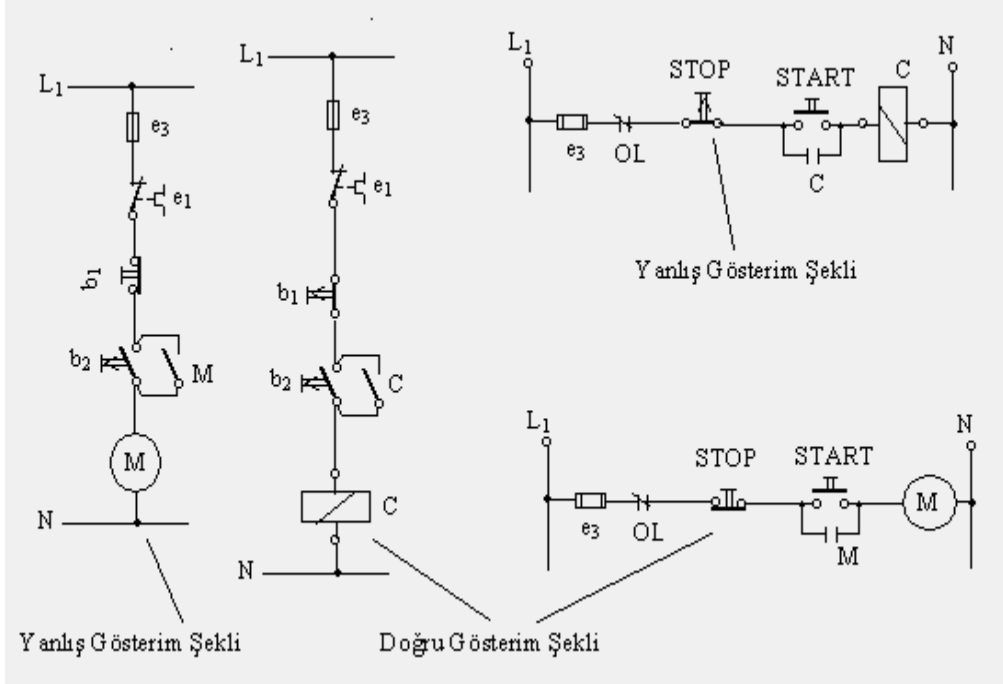 L1
e3
e1
b1
b2
M
M
N
Yanlış Gösterim Şekli
L1
e3
e1
b1
b2
C
C
N
Doğru Gösterim Şekli
L1
N
STOP
START
C
e3
OL
C
Yanlış Gösterim Şekli
L1
N
STOP
START
M
e3
OL
M